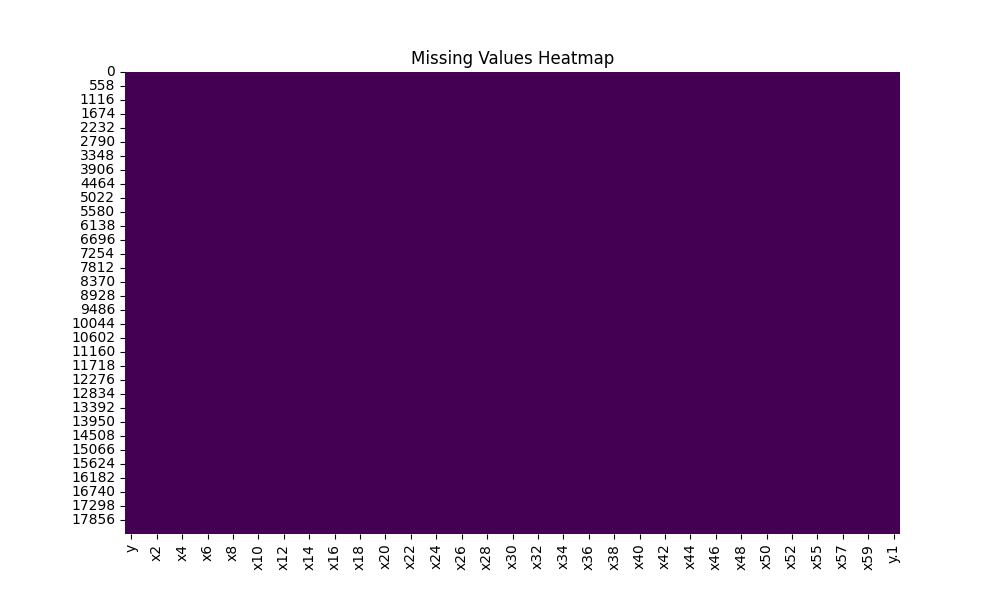 Missing Values Heatmap
0
558
1116
1674
2232
2790
3348
3906
4464
5022
5580
6138
6696
7254
7812
8370
8928
9486
10044
10602
11160
11718
12276
12834
13392
13950
14508
15066
15624
16182
16740
17298
17856
y
x2
x4
x6
x8
x10
x12
x14
x16
x18
x20
x22
x24
x26
x28
x30
x32
x34
x36
x38
x40
x42
x44
x46
x48
x50
x52
x55
x57
x59
y.1